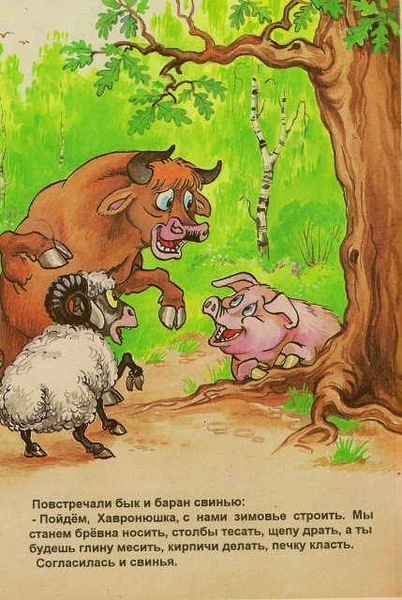 Повстречали бык и баран свинью:
- Пойдём, Хавронюшка, с нами зимовье строить. Мы
станем брёвна носить, столбы тесать, щепу драть, а ты
будешь глину месить, кирпичи делать, печку класть.
Согласилась и свинья.